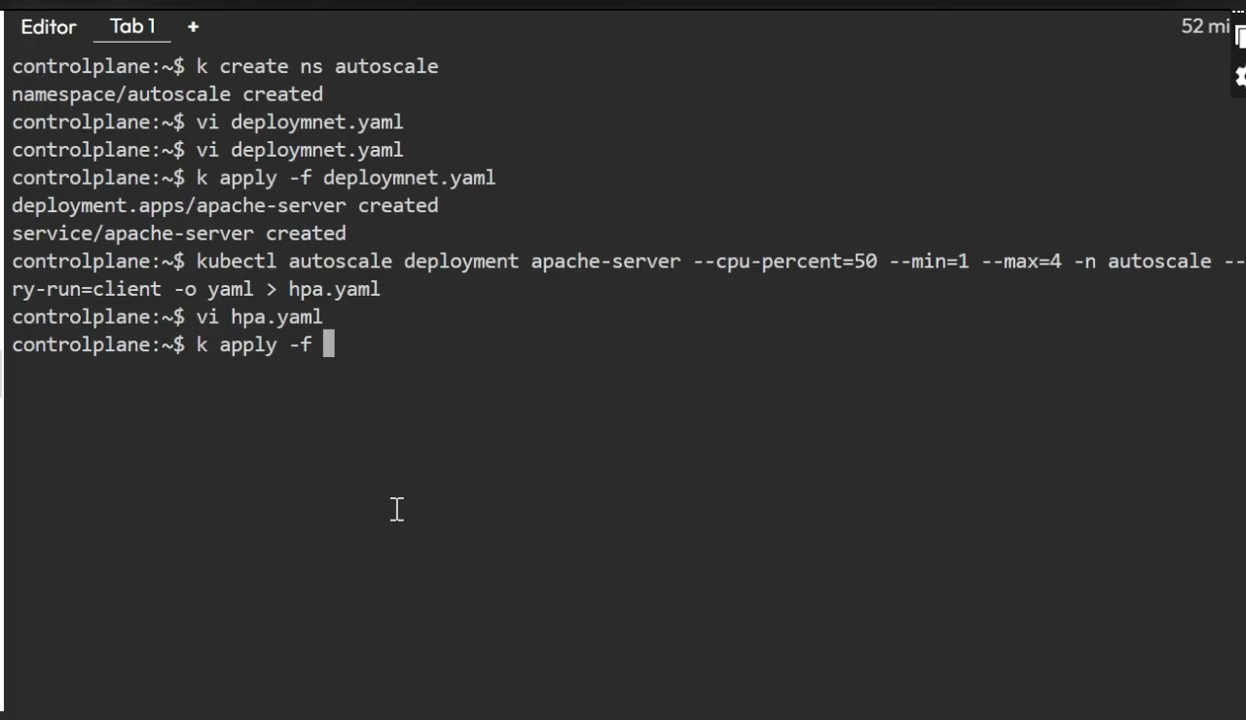 Editor Tab 1 + 52 mi
controlplane:~$ k create ns autoscale
namespace/autoscale created
controlplane:~$ vi deploymnet.yaml
controlplane:~$ vi deploymnet.yaml
controlplane:~$ k apply -f deploymnet.yaml
deployment.apps/apache-server created
service/apache-server created
controlplane:~$ kubectl autoscale deployment apache-server --cpu-percent=50 --min=1 --max=4 -n autoscale --
ry-run=client -o yaml > hpa.yaml
controlplane:~$ vi hpa.yaml
controlplane:~$ k apply -f